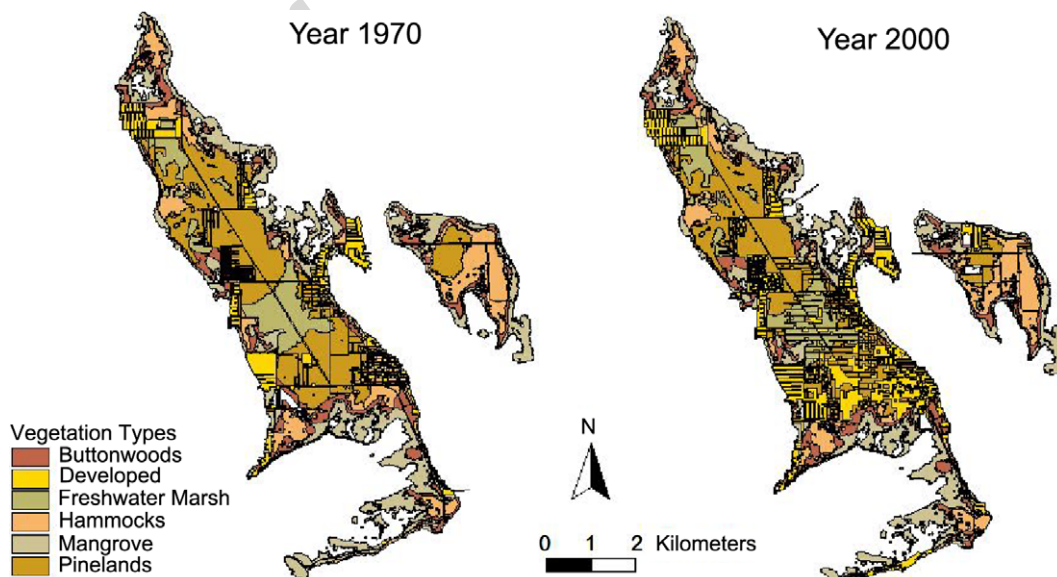 Year 1970
Year 2000
Vegetation Types
Buttonwoods
Developed
Freshwater Marsh
Hammocks
Mangrove
Pinelands
N
0 1 2 Kilometers